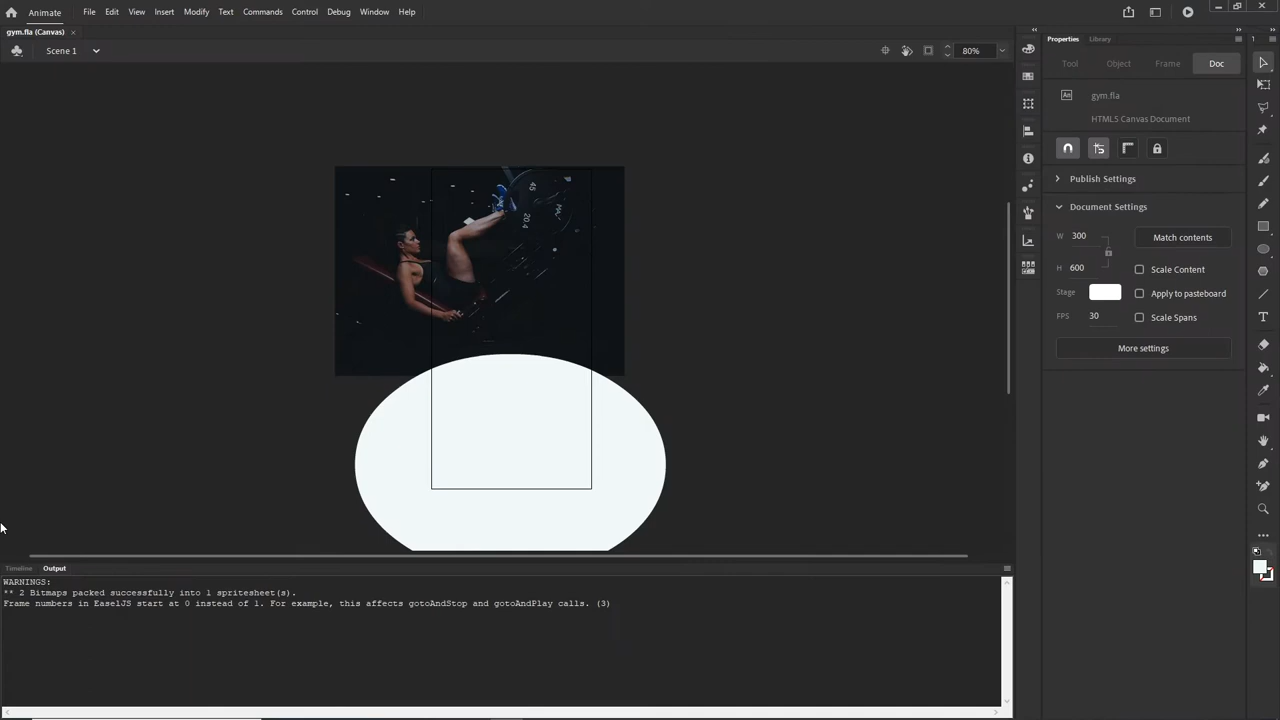 Animate File Edit View Insert Modify Text Commands Control Debug Window Help
gym.fla (Canvas)
Scene 1
80%
Properties Library
Tool Object Frame Doc
An gym.fla
HTML5 Canvas Document
Publish Settings
Document Settings
W 300 Match contents
H 600 Scale Content
Stage Apply to pasteboard
FPS 30 Scale Spans
More settings
45
20.4
Timeline Output
WARNINGS:
** 2 Bitmaps packed successfully into 1 spritesheet(s).
Frame numbers in EaselJS start at 0 instead of 1. For example, this affects gotoAndStop and gotoAndPlay calls. (3)